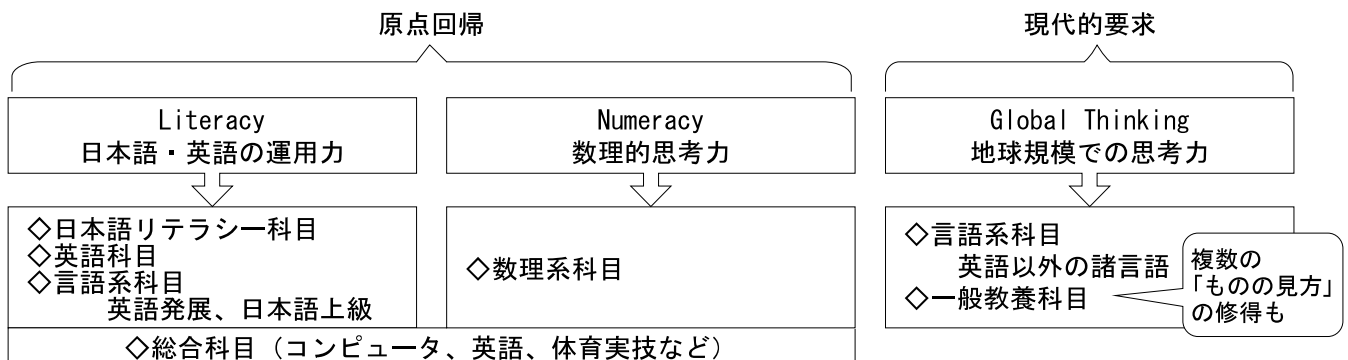 原点回帰
現代的要求
Literacy
日本語・英語の運用力
Numeracy
数理的思考力
Global Thinking
地球規模での思考力
◇日本語リテラシー科目
◇英語科目
◇言語系科目
英語発展、日本語上級
◇数理系科目
◇言語系科目
英語以外の諸言語
◇一般教養科目
複数の
「ものの見方」
の修得も
◇総合科目（コンピュータ、英語、体育実技など）